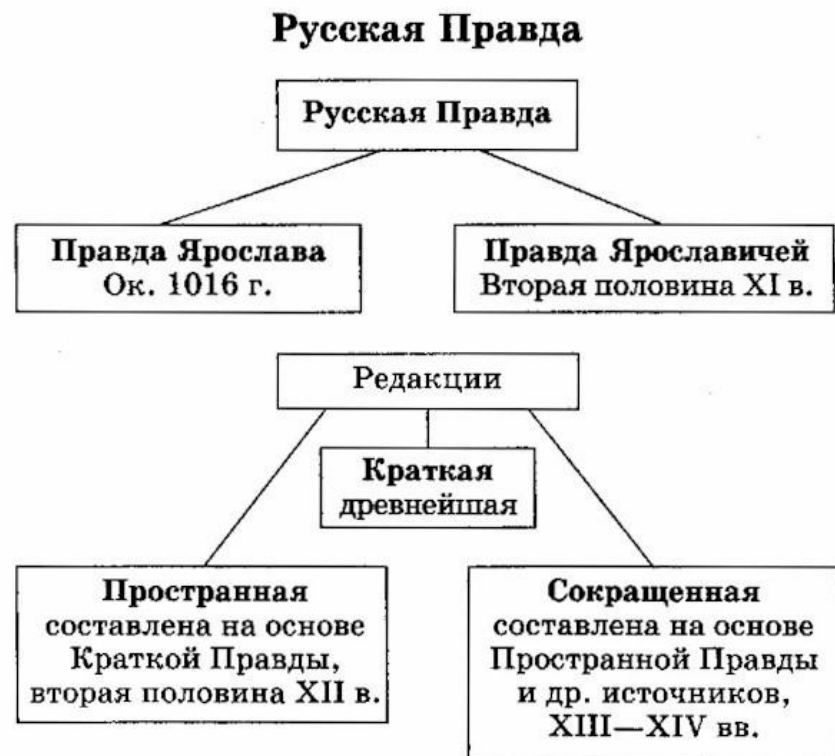 Русская Правда
Русская Правда
Правда Ярослава
Ок. 1016 г.
Правда Ярославичей
Вторая половина XI в.
Редакции
Краткая
древнейшая
Пространная
составлена на основе
Краткой Правды,
вторая половина XII в.
Сокращенная
составлена на основе
Пространной Правды
и др. источников,
XIII—XIV вв.